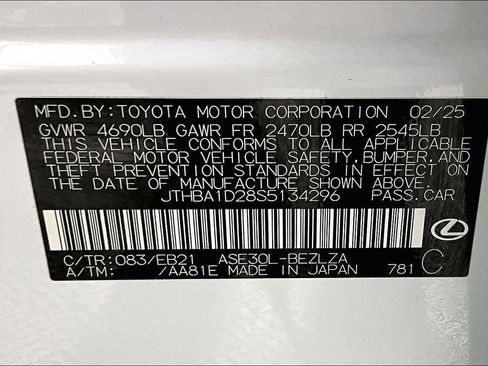 MFD. BY: TOYOTA MOTOR CORPORATION 02/25
GVWR 4690LB GAWR FR 2470LB RR 2545LB
THIS VEHICLE CONFORMS TO ALL APPLICABLE
FEDERAL MOTOR VEHICLE SAFETY, BUMPER, AND
THEFT PREVENTION STANDARDS IN EFFECT ON
THE DATE OF MANUFACTURE SHOWN ABOVE.
JTHBA1D28S5134296 PASS. CAR
C/TR: 083/EB21 ASE30L-BEZLZA
A/TM: /AA81E MADE IN JAPAN 781 C